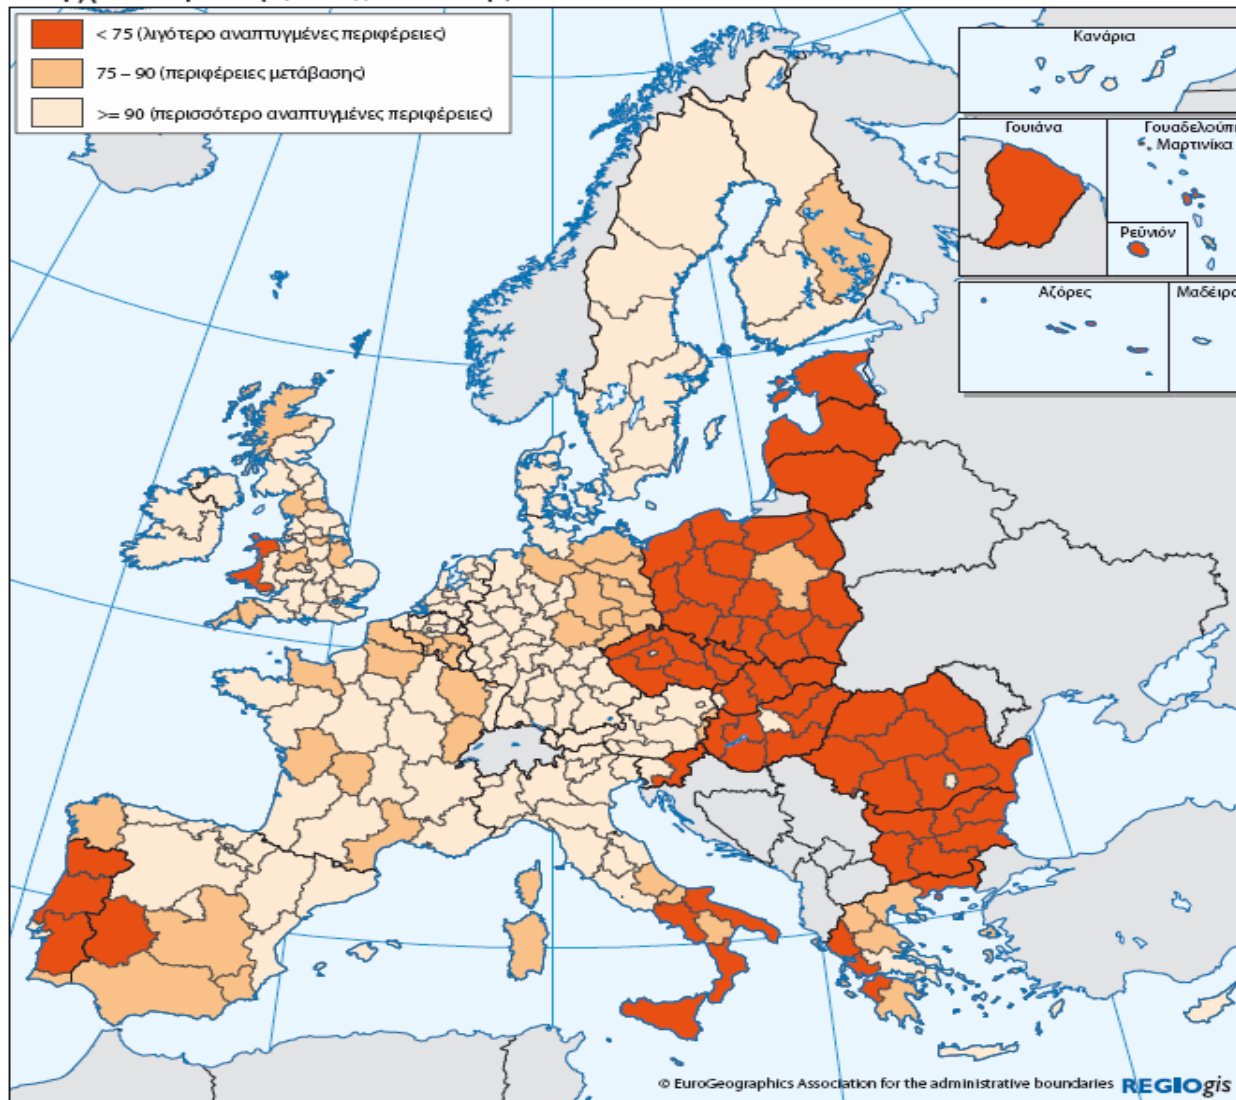 < 75 (λιγότερο αναπτυγμένες περιφέρειες)
75 – 90 (περιφέρειες μετάβασης)
>= 90 (περισσότερο αναπτυγμένες περιφέρειες)
Κανάρια
Γουιάνα
Μαρτινίκα
Ρεϋνιόν
Αζόρες
© EuroGeographics Association for the administrative boundaries
REGIOgis